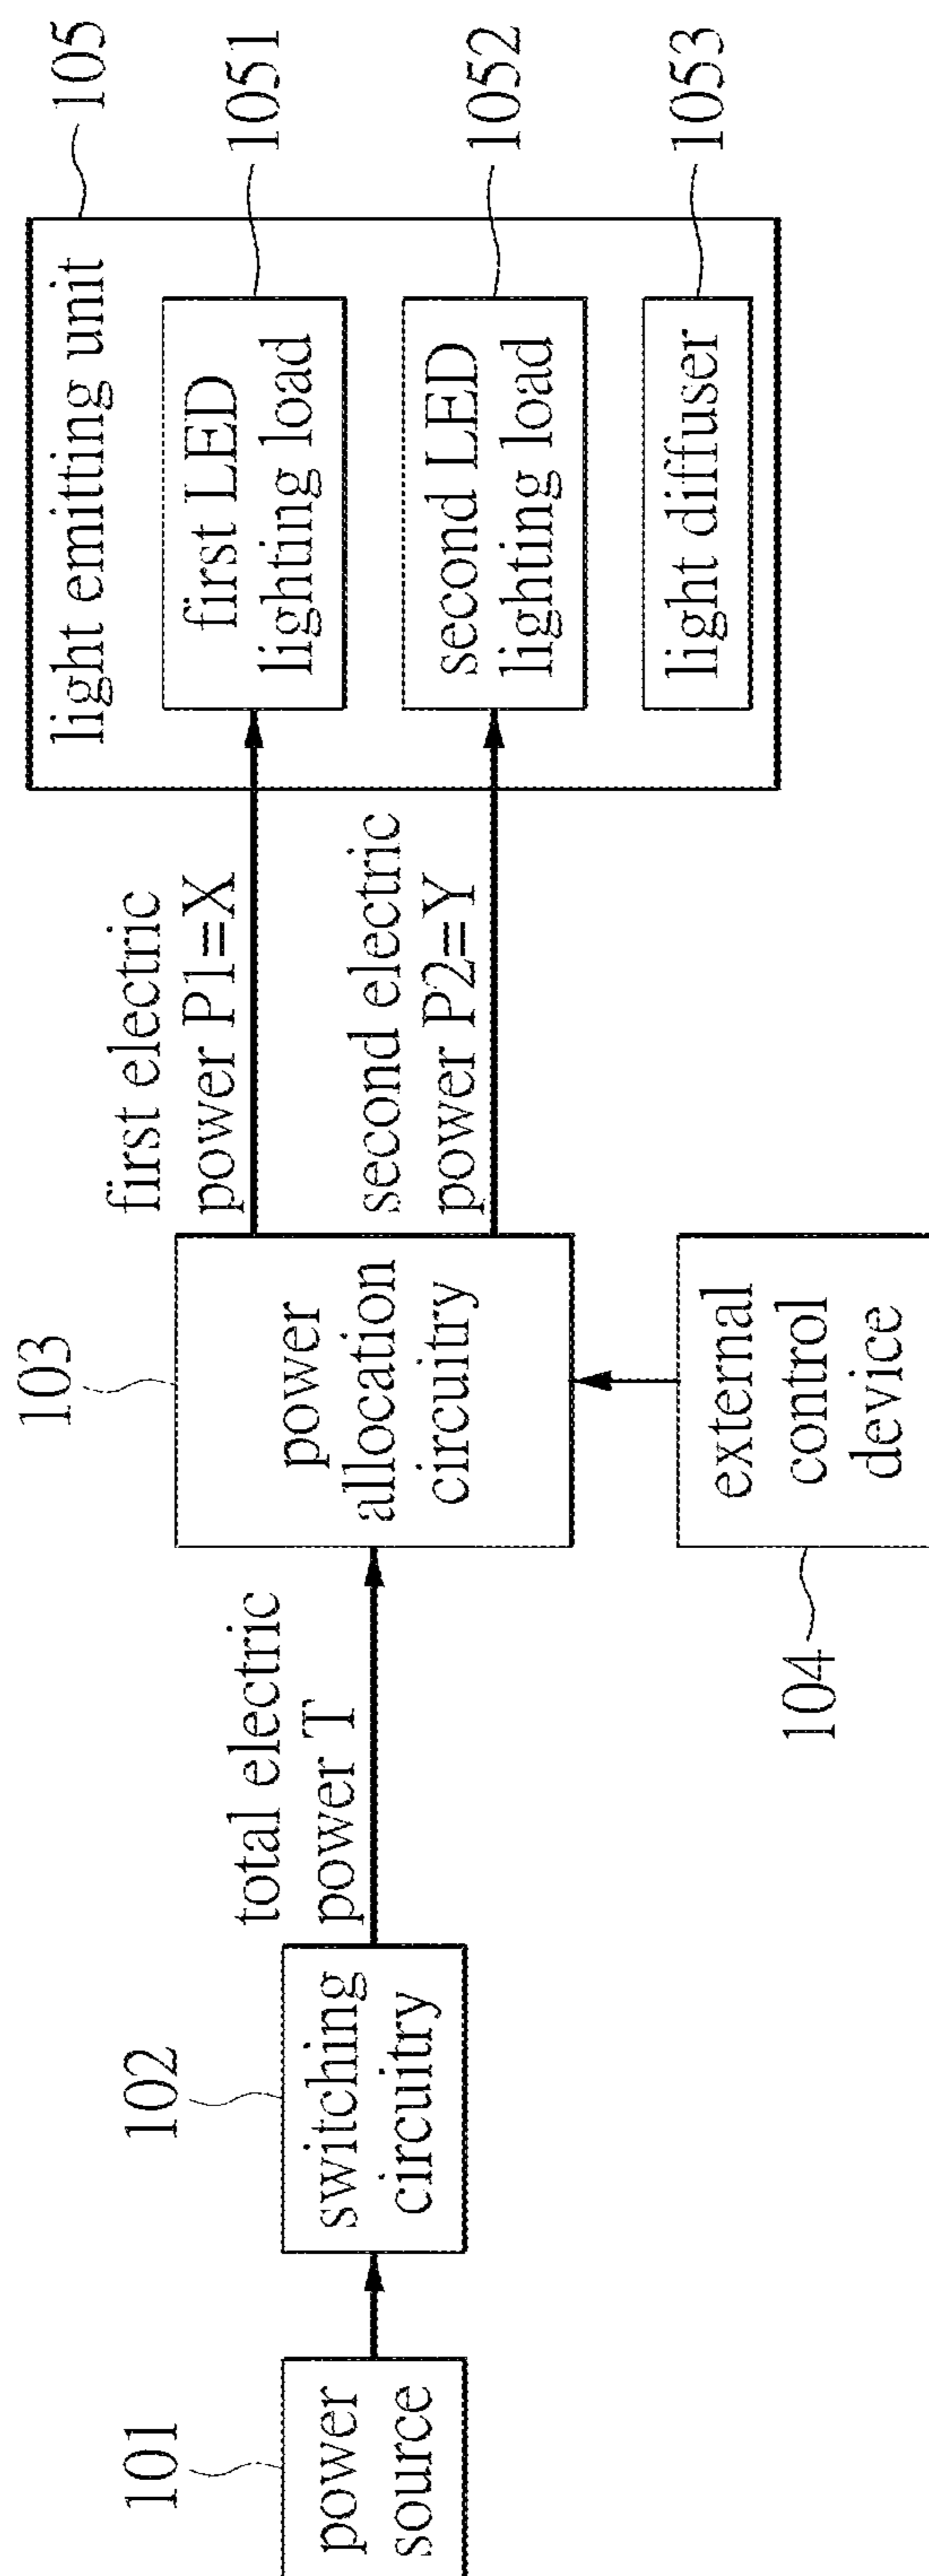 101
power
source
102
switching
circuitry
total electric
power T
103
power
allocation
circuitry
104
external
control
device
first electric
power P1=X
second electric
power P2=Y
105
light emitting unit
first LED
lighting load
1051
second LED
lighting load
1052
light diffuser
1053